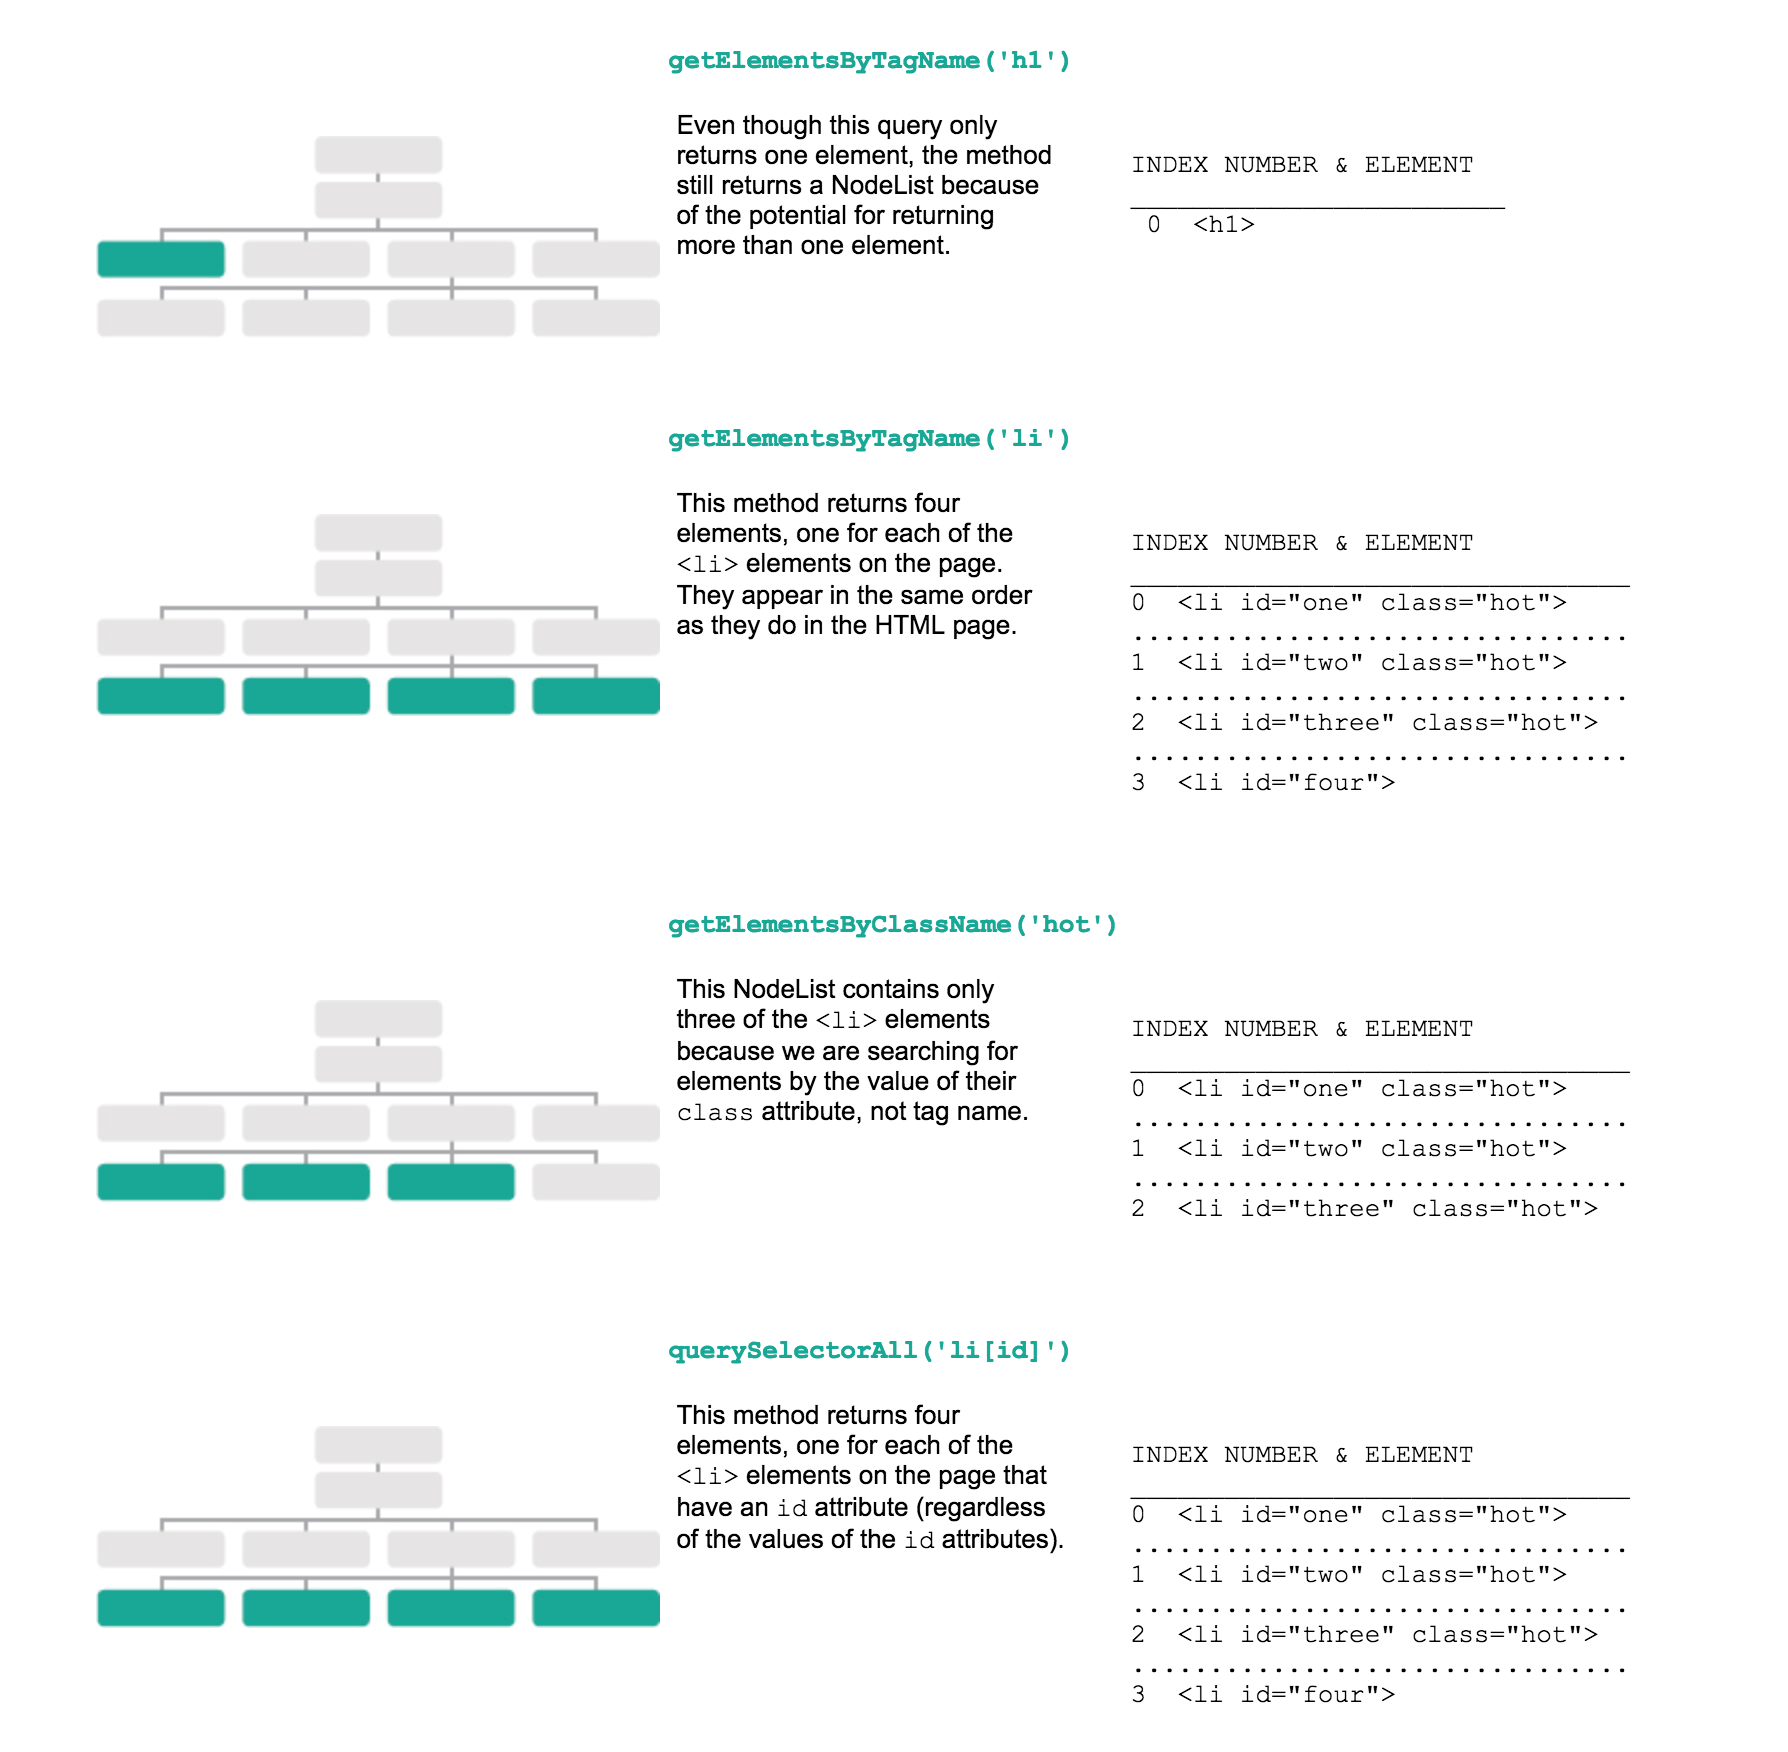 getElementsByTagName('h1')
Even though this query only
returns one element, the method
still returns a NodeList because
of the potential for returning
more than one element.
INDEX NUMBER & ELEMENT
0 <h1>
getElementsByTagName('li')
This method returns four
elements, one for each of the
<li> elements on the page.
They appear in the same order
as they do in the HTML page.
INDEX NUMBER & ELEMENT
0 <li id="one" class="hot">
1 <li id="two" class="hot">
2 <li id="three" class="hot">
3 <li id="four">
getElementsByClassName('hot')
This NodeList contains only
three of the <li> elements
because we are searching for
elements by the value of their
class attribute, not tag name.
INDEX NUMBER & ELEMENT
0 <li id="one" class="hot">
1 <li id="two" class="hot">
2 <li id="three" class="hot">
querySelectorAll('li[id]')
This method returns four
elements, one for each of the
<li> elements on the page that
have an id attribute (regardless
of the values of the id attributes).
INDEX NUMBER & ELEMENT
0 <li id="one" class="hot">
1 <li id="two" class="hot">
2 <li id="three" class="hot">
3 <li id="four">